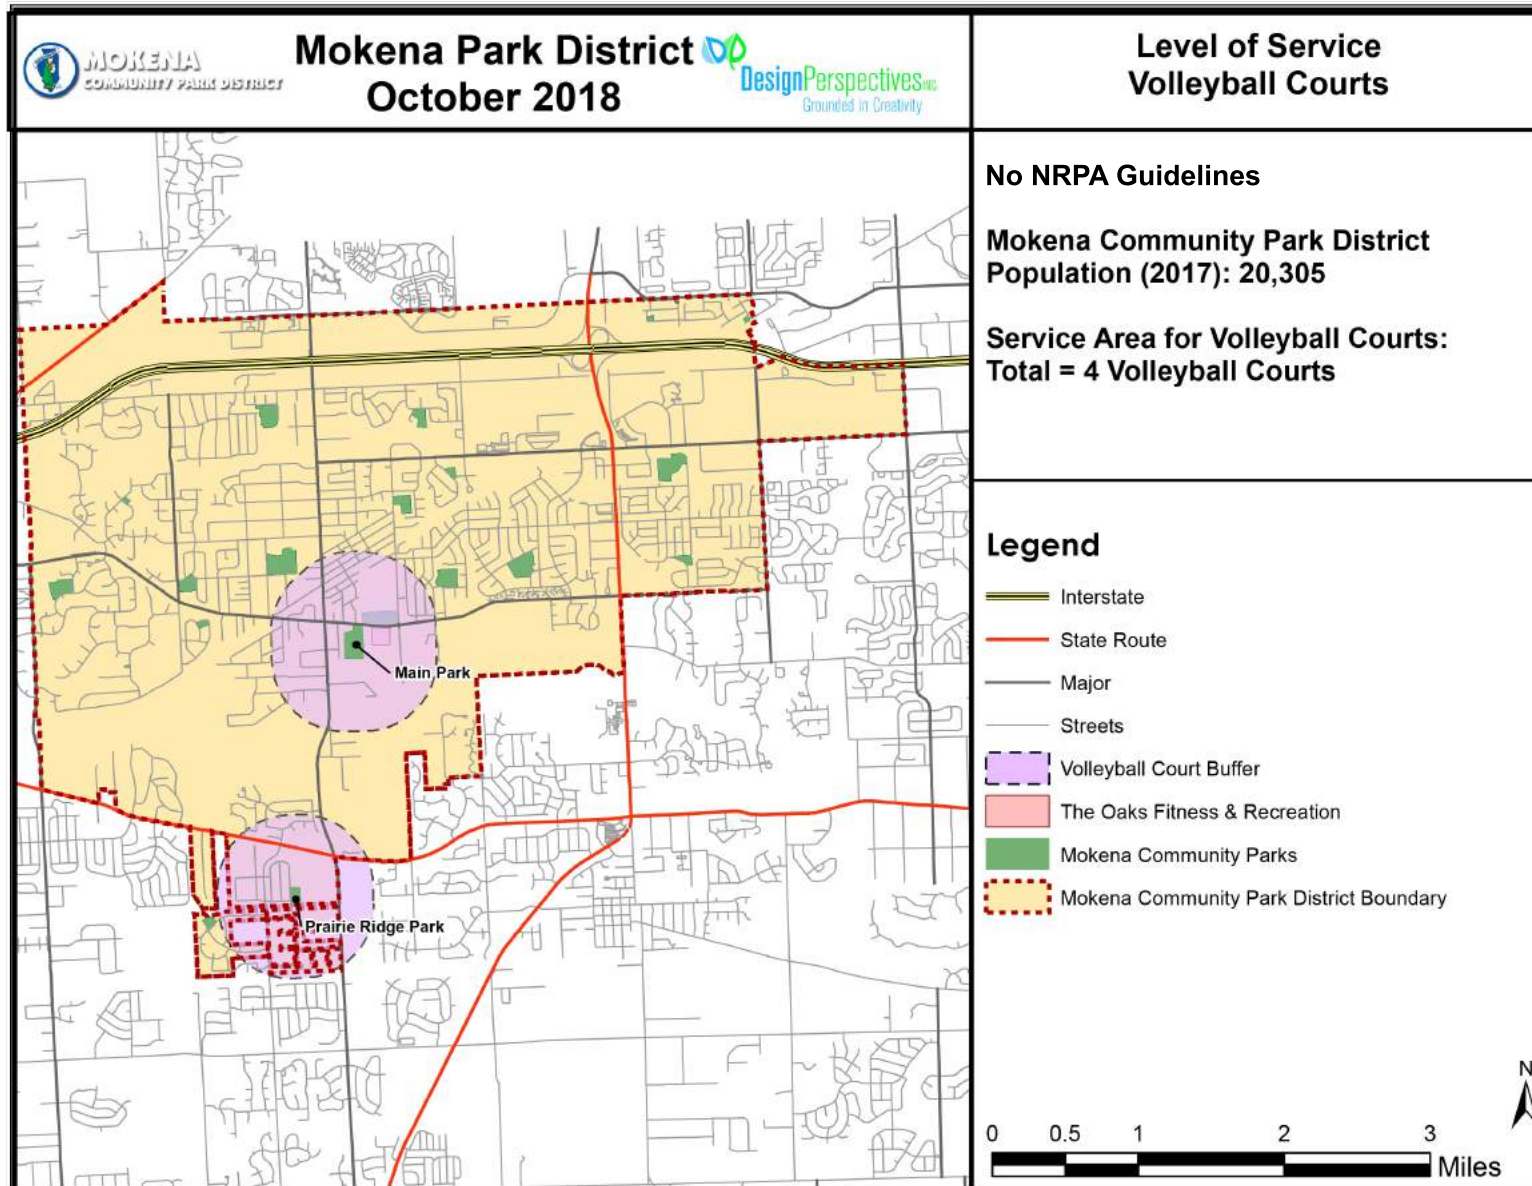 MOKENA
COMMUNITY PARK DISTRICT
Mokena Park District
October 2018
DesignPerspectives INC.
Grounded in Creativity
Level of Service
Volleyball Courts
No NRPA Guidelines
Mokena Community Park District
Population (2017): 20,305
Service Area for Volleyball Courts:
Total = 4 Volleyball Courts
Main Park
Prairie Ridge Park
Legend
Interstate
State Route
Major
Streets
Volleyball Court Buffer
The Oaks Fitness & Recreation
Mokena Community Parks
Mokena Community Park District Boundary
N
0 0.5 1 2 3
Miles